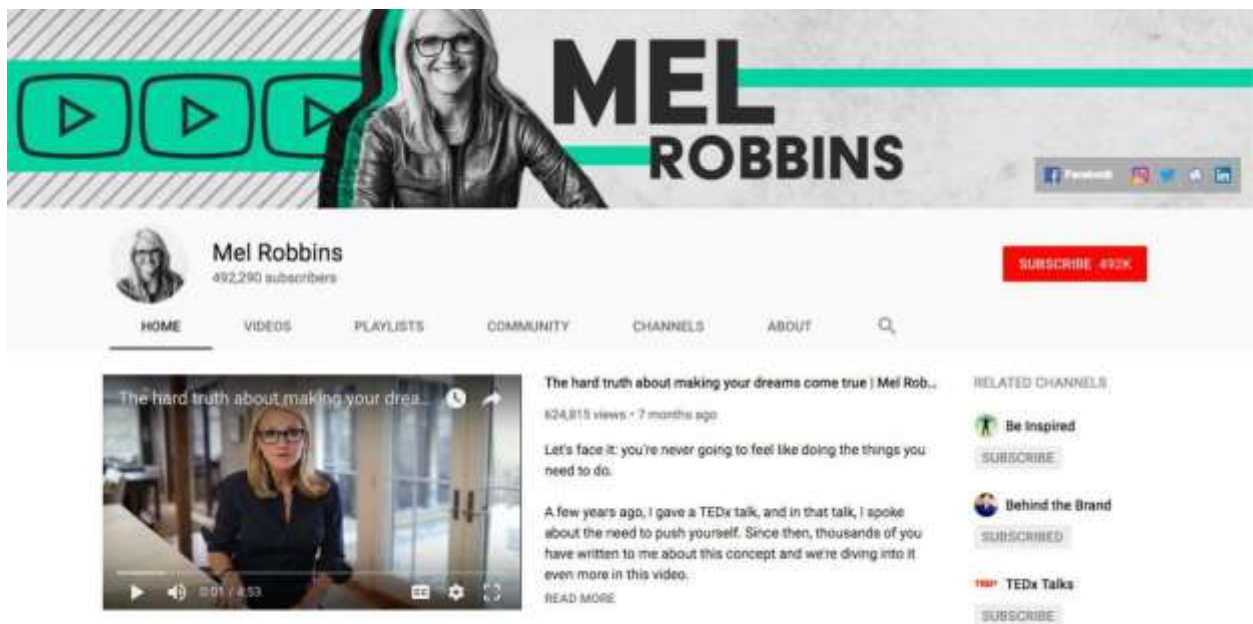 MEL
ROBBINS
Facebook
Mel Robbins
492,290 subscribers
SUBSCRIBE 492K
HOME
VIDEOS
PLAYLISTS
COMMUNITY
CHANNELS
ABOUT
The hard truth about making your drea...
0:01 / 4:53
The hard truth about making your dreams come true | Mel Rob...
624,815 views • 7 months ago
Let's face it: you're never going to feel like doing the things you
need to do.
A few years ago, I gave a TEDx talk, and in that talk, I spoke
about the need to push yourself. Since then, thousands of you
have written to me about this concept and we're diving into it
even more in this video.
READ MORE
RELATED CHANNELS
Be Inspired
SUBSCRIBE
Behind the Brand
SUBSCRIBED
TEDx Talks
SUBSCRIBE